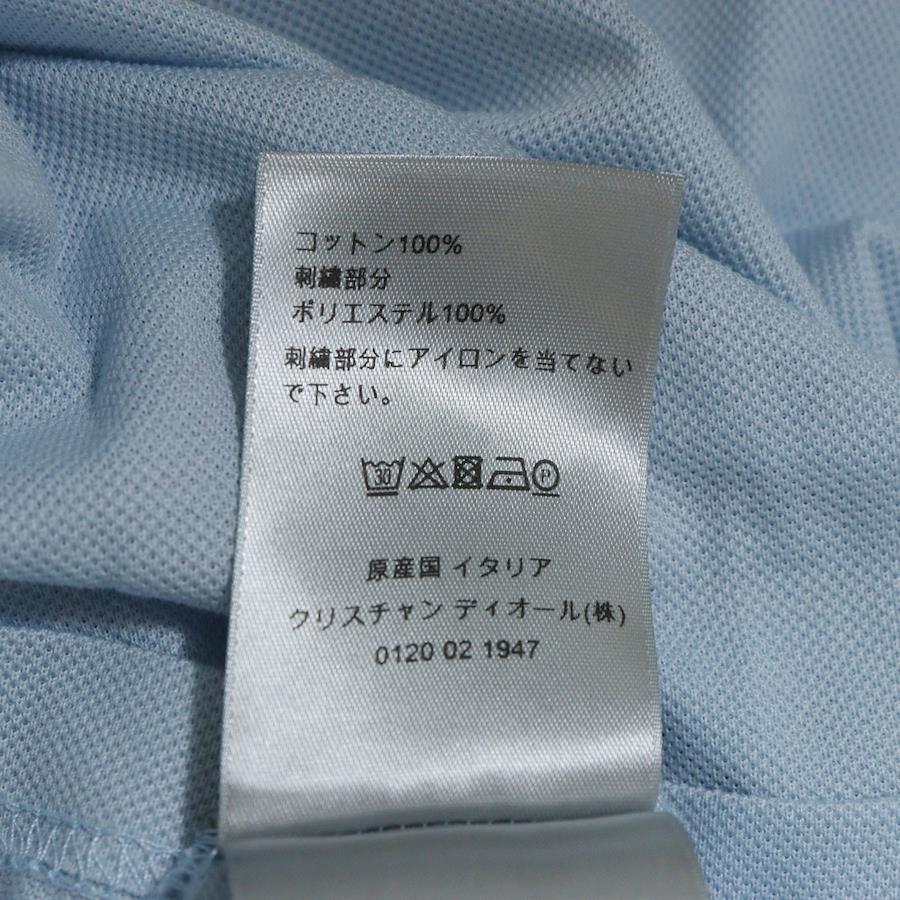 コットン100%
刺繍部分
ポリエステル100%
刺繍部分にアイロンを当てない
で下さい。
30 P
原産国 イタリア
クリスチャン ディオール(株)
0120 02 1947